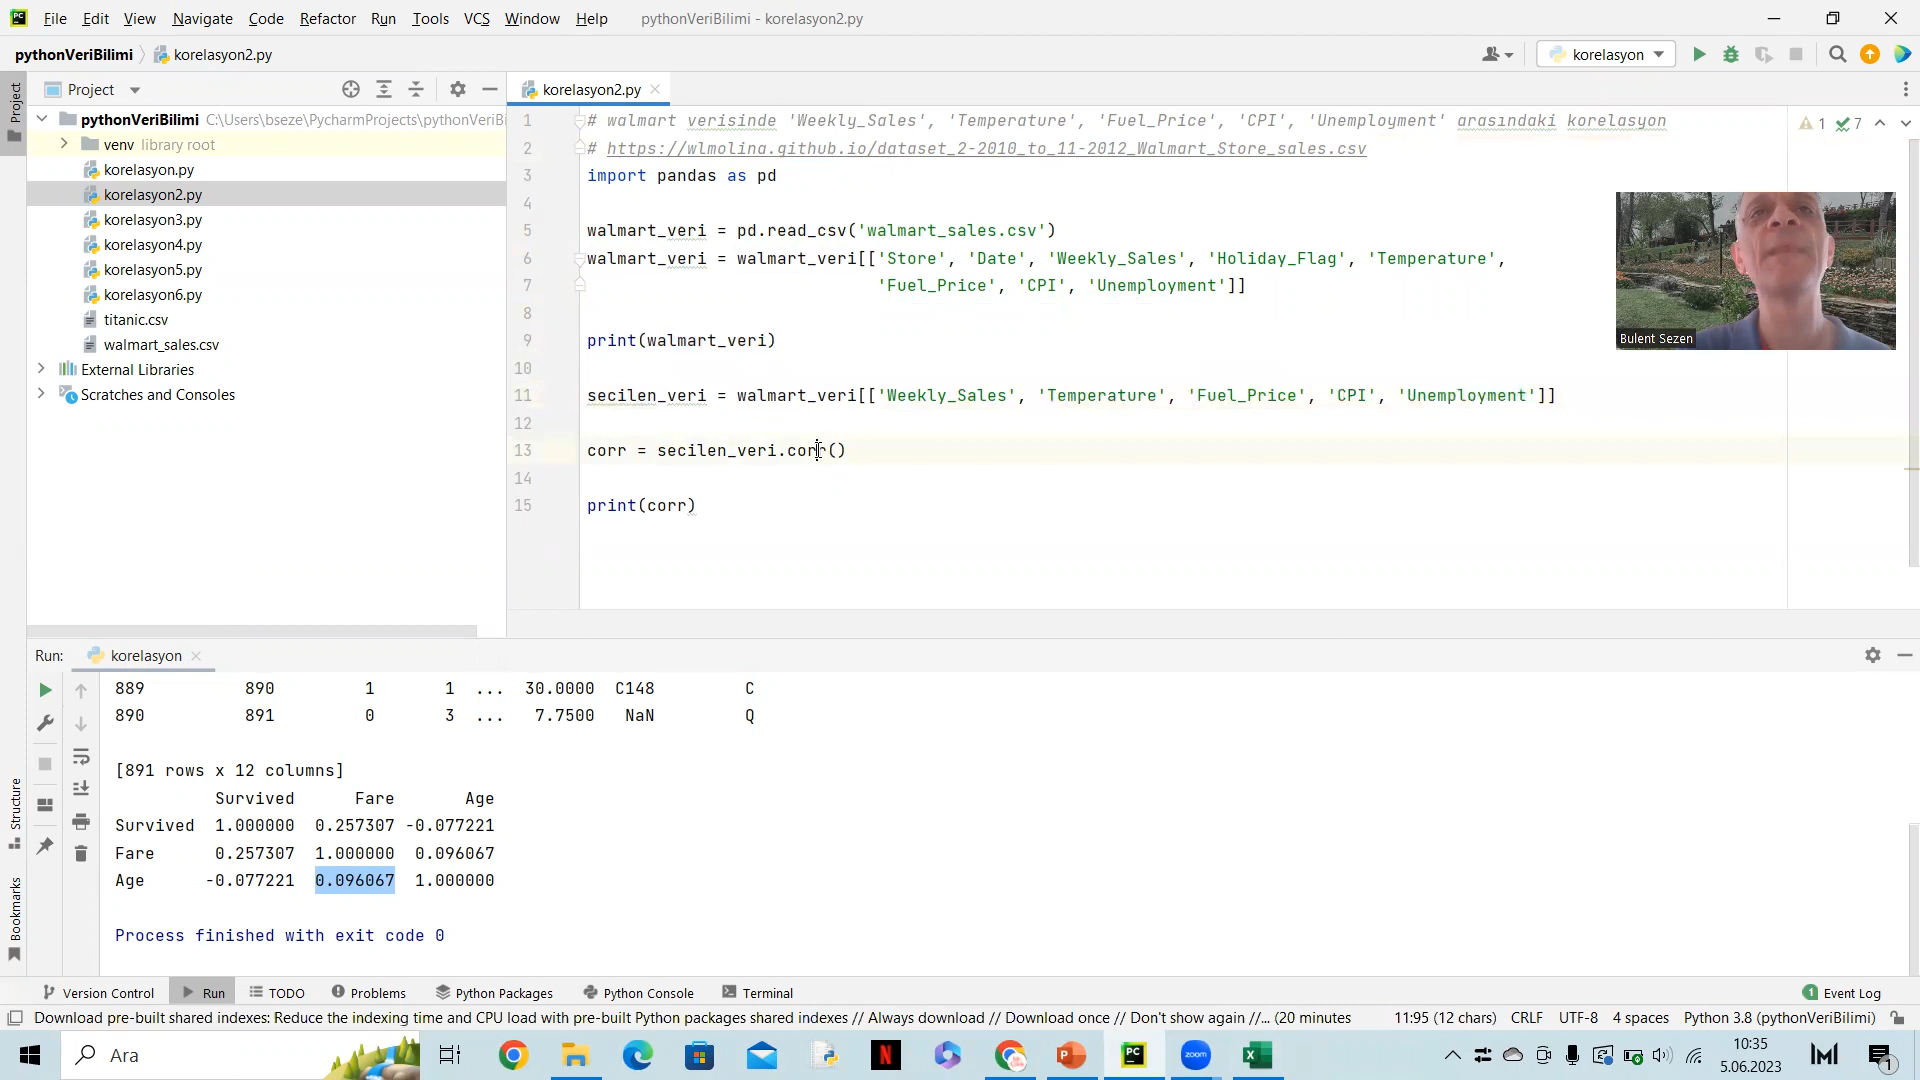 File Edit View Navigate Code Refactor Run Tools VCS Window Help pythonVeriBilimi - korelasyon2.py
pythonVeriBilimi korelasyon2.py korelasyon
Project korelasyon2.py
Project
pythonVeriBilimi C:\Users\bseze\PycharmProjects\pythonVeriBi
venv library root
korelasyon.py
korelasyon2.py
korelasyon3.py
korelasyon4.py
korelasyon5.py
korelasyon6.py
titanic.csv
walmart_sales.csv
External Libraries
Scratches and Consoles
1 # walmart verisinde 'Weekly_Sales', 'Temperature', 'Fuel_Price', 'CPI', 'Unemployment' arasındaki korelasyon
2 # https://wlmolina.github.io/dataset_2-2010_to_11-2012_Walmart_Store_sales.csv
3 import pandas as pd
4
5 walmart_veri = pd.read_csv('walmart_sales.csv')
6 walmart_veri = walmart_veri[['Store', 'Date', 'Weekly_Sales', 'Holiday_Flag', 'Temperature',
7 'Fuel_Price', 'CPI', 'Unemployment']]
8
9 print(walmart_veri)
10
11 secilen_veri = walmart_veri[['Weekly_Sales', 'Temperature', 'Fuel_Price', 'CPI', 'Unemployment']]
12
13 corr = secilen_veri.corr()
14
15 print(corr)
1 7
Bulent Sezen
Run: korelasyon
889 890 1 1 ... 30.0000 C148 C
890 891 0 3 ... 7.7500 NaN Q
[891 rows x 12 columns]
Survived Fare Age
Survived 1.000000 0.257307 -0.077221
Fare 0.257307 1.000000 0.096067
Age -0.077221 0.096067 1.000000
Process finished with exit code 0
Structure
Bookmarks
Version Control Run TODO Problems Python Packages Python Console Terminal 1 Event Log
Download pre-built shared indexes: Reduce the indexing time and CPU load with pre-built Python packages shared indexes // Always download // Download once // Don't show again //... (20 minutes 11:95 (12 chars) CRLF UTF-8 4 spaces Python 3.8 (pythonVeriBilimi)
Ara
N
P
PC
zoom
10:35
5.06.2023
1